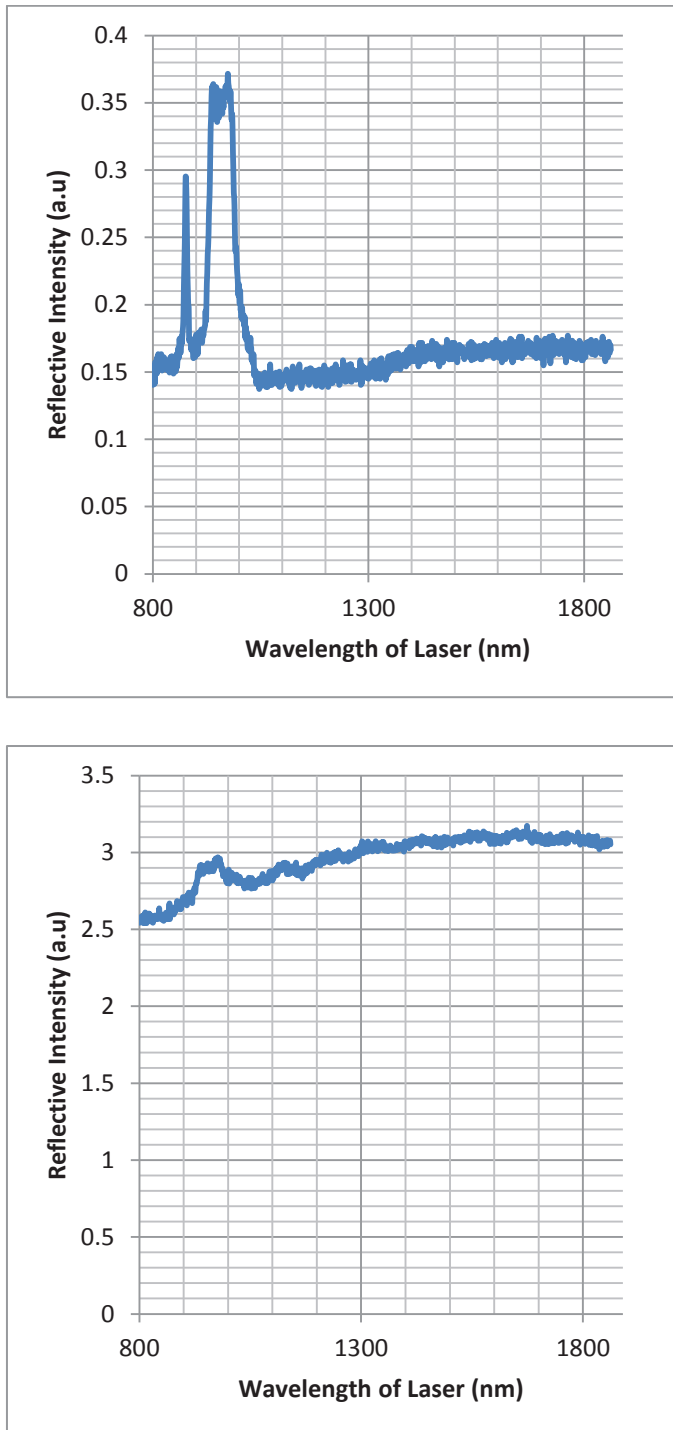 0.4
0.35
0.3
0.25
0.2
0.15
0.1
0.05
0
Reflective Intensity (a.u)
800 1300 1800
Wavelength of Laser (nm)
3.5
3
2.5
2
1.5
1
0.5
0
Reflective Intensity (a.u)
800 1300 1800
Wavelength of Laser (nm)